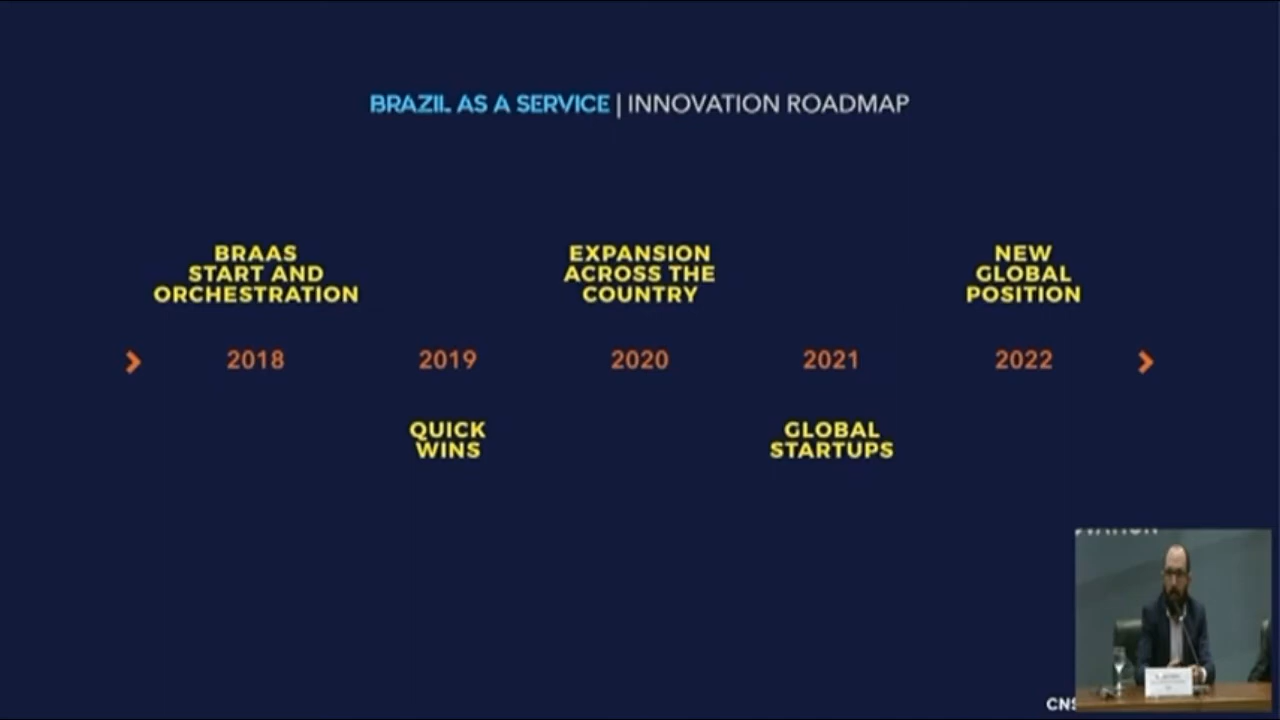 BRAZIL AS A SERVICE | INNOVATION ROADMAP
BRAAS
START AND
ORCHESTRATION
EXPANSION
ACROSS THE
COUNTRY
NEW
GLOBAL
POSITION
2018 2019 2020 2021 2022
QUICK
WINS
GLOBAL
STARTUPS